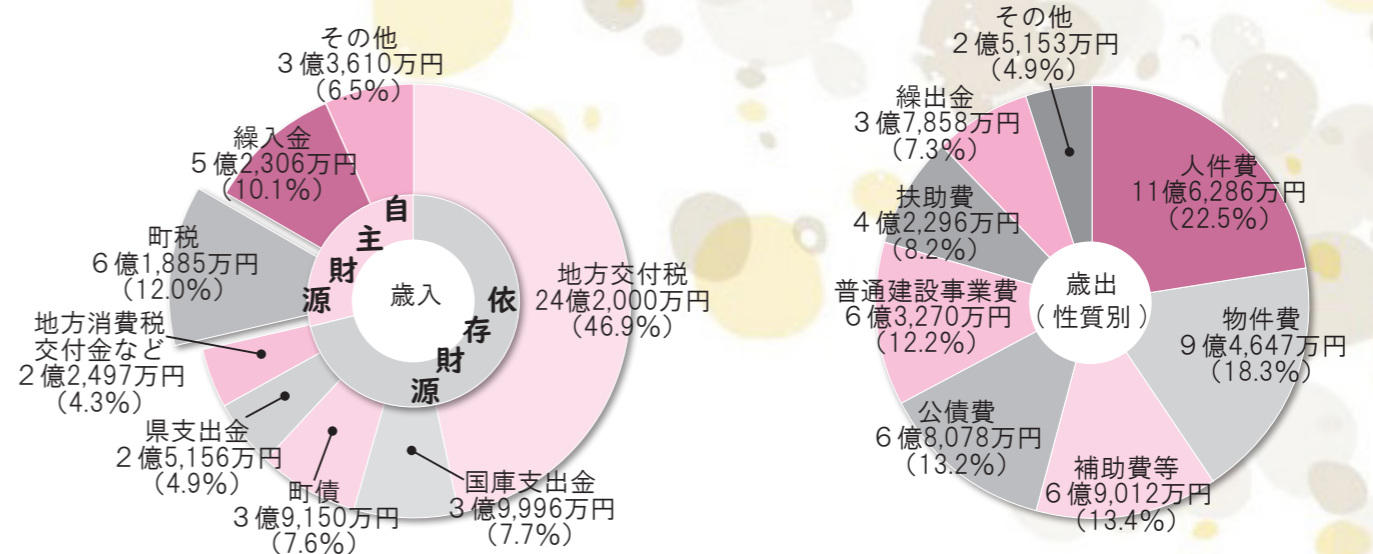 その他
3億3,610万円
(6.5%)
繰入金
5億2,306万円
(10.1%)
町税
6億1,885万円
(12.0%)
地方消費税
交付金など
2億2,497万円
(4.3%)
県支出金
2億5,156万円
(4.9%)
町債
3億9,150万円
(7.6%)
国庫支出金
3億9,996万円
(7.7%)
地方交付税
24億2,000万円
(46.9%)
自主財源
歳入
依存財源
その他
2億5,153万円
(4.9%)
繰出金
3億7,858万円
(7.3%)
扶助費
4億2,296万円
(8.2%)
普通建設事業費
6億3,270万円
(12.2%)
公債費
6億8,078万円
(13.2%)
補助費等
6億9,012万円
(13.4%)
物件費
9億4,647万円
(18.3%)
人件費
11億6,286万円
(22.5%)
歳出
(性質別)